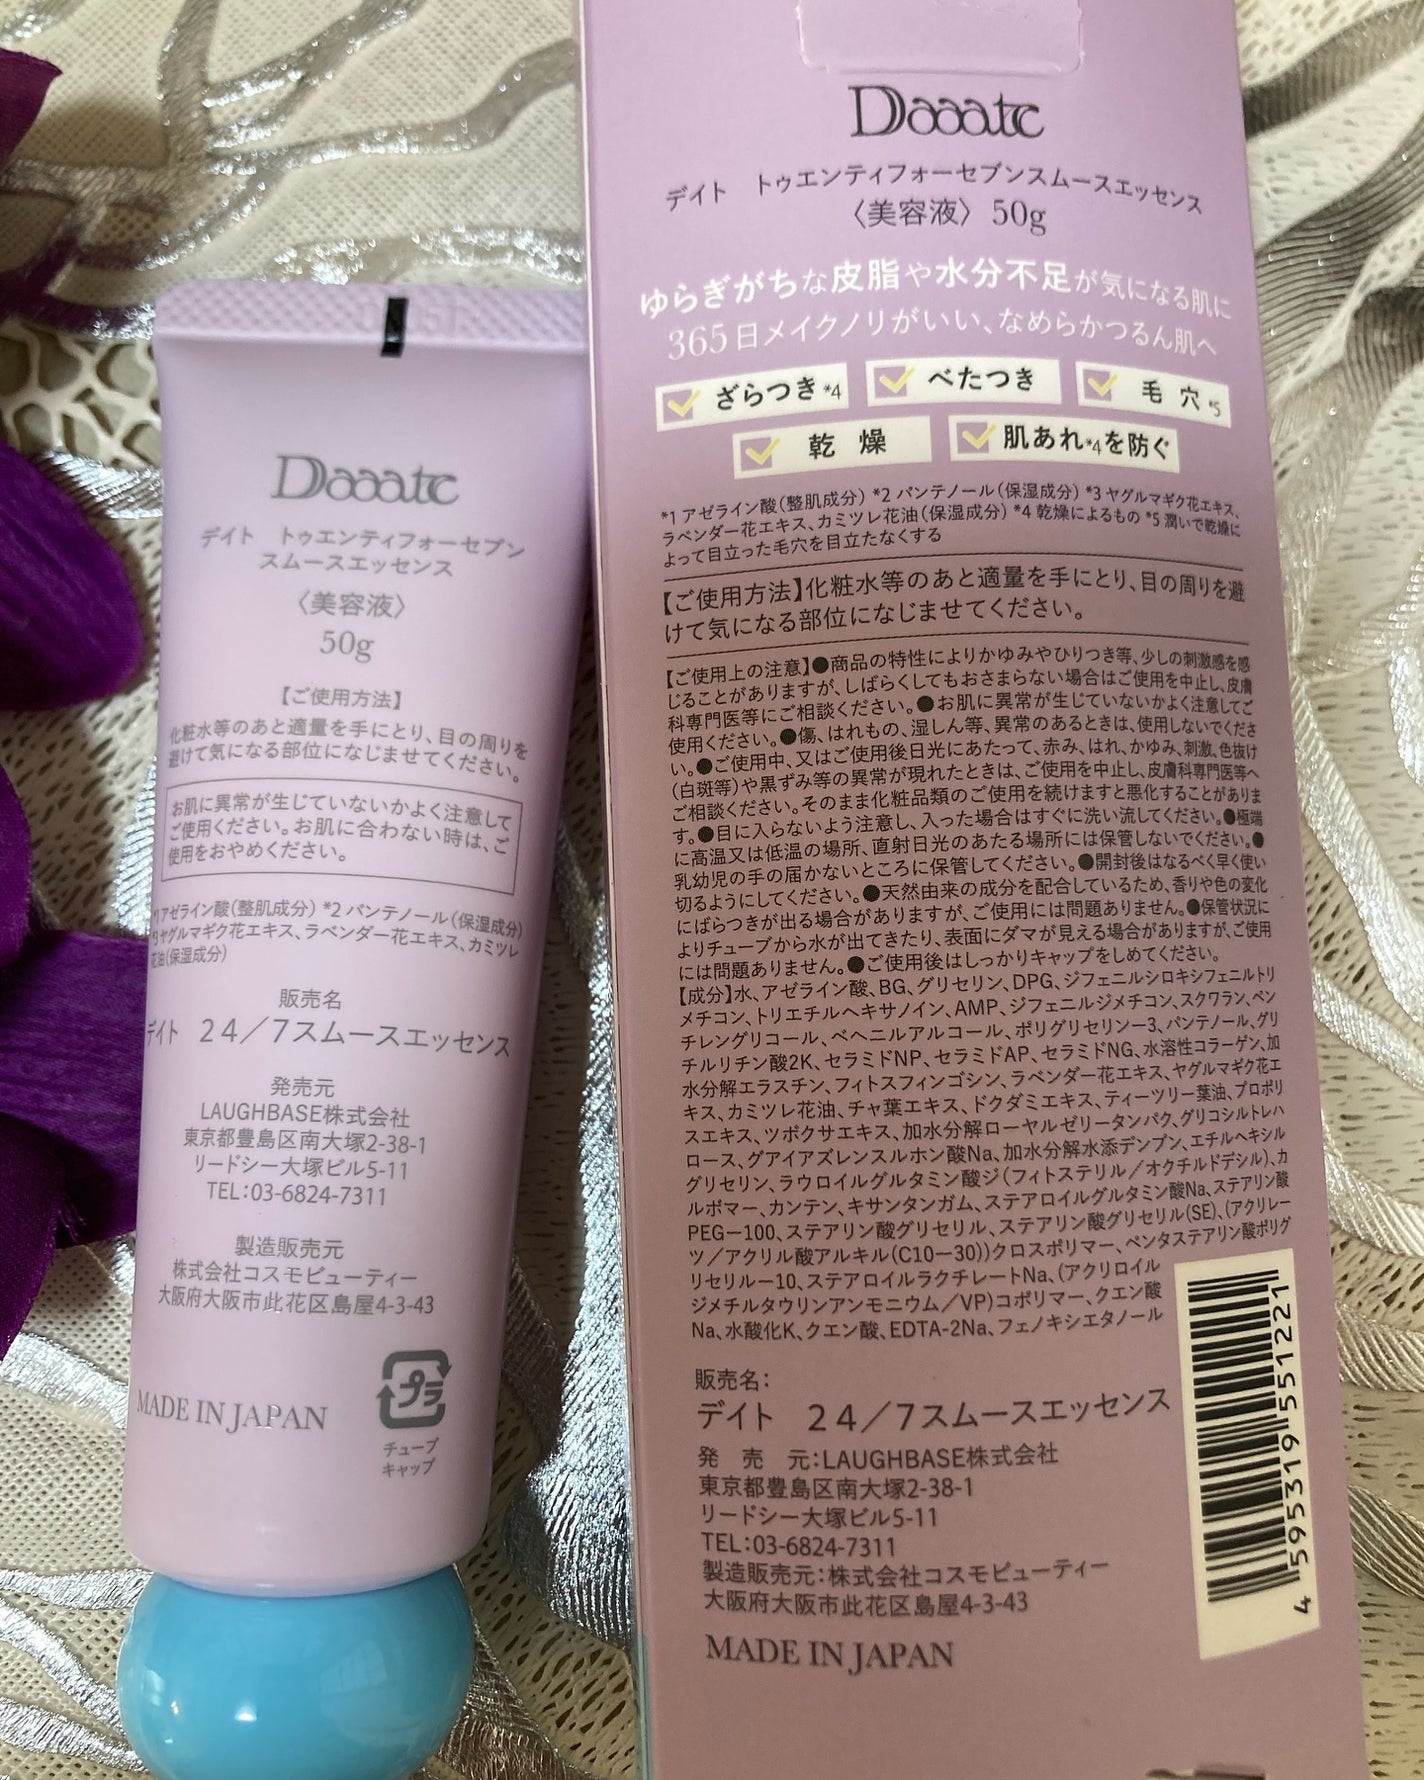 Daaatc
デイト　トゥエンティフォーセブン
スムースエッセンス
〈美容液〉
50g
【ご使用方法】
化粧水等のあと適量を手にとり、目の周りを
避けて気になる部位になじませてください。
お肌に異常が生じていないかよく注意して
ご使用ください。お肌に合わない時は、ご
使用をおやめください。
*1アゼライン酸（整肌成分） *2 パンテノール（保湿成分）
*3ヤグルマギク花エキス、ラベンダー花エキス、カミツレ
花油（保湿成分）
販売名
デイト　２４／７スムースエッセンス
発売元
LAUGHBASE株式会社
東京都豊島区南大塚2-38-1
リードシー大塚ビル5-11
TEL：03-6824-7311
製造販売元
株式会社コスモビューティー
大阪府大阪市此花区島屋4-3-43
MADE IN JAPAN
プラ
チューブ
キャップ
Daaatc
デイト　トゥエンティフォーセブンスムースエッセンス
〈美容液〉50g
ゆらぎがちな皮脂や水分不足が気になる肌に
365日メイクノリがいい、なめらかつるん肌へ
ざらつき*4 べたつき 毛穴*5
乾燥 肌あれ*4を防ぐ
*1 アゼライン酸（整肌成分） *2 パンテノール（保湿成分） *3 ヤグルマギク花エキス、
ラベンダー花エキス、カミツレ花油（保湿成分） *4 乾燥によるもの *5 潤いで乾燥に
よって目立った毛穴を目立たなくする
【ご使用方法】化粧水等のあと適量を手にとり、目の周りを避
けて気になる部位になじませてください。
【ご使用上の注意】●商品の特性によりかゆみやひりつき等、少しの刺激感を感
じることがありますが、しばらくしてもおさまらない場合はご使用を中止し、皮膚
科専門医等にご相談ください。●お肌に異常が生じていないかよく注意してご
使用ください。●傷、はれもの、湿しん等、異常のあるときは、使用しないでくださ
い。●ご使用中、又はご使用後日光にあたって、赤み、はれ、かゆみ、刺激、色抜け
（白斑等）や黒ずみ等の異常が現れたときは、ご使用を中止し、皮膚科専門医等へ
ご相談ください。そのまま化粧品類のご使用を続けますと悪化することがありま
す。●目に入らないよう注意し、入った場合はすぐに洗い流してください。●極端
に高温又は低温の場所、直射日光のあたる場所には保管しないでください。●
乳幼児の手の届かないところに保管してください。●開封後はなるべく早く使い
切るようにしてください。●天然由来の成分を配合しているため、香りや色の変化
にばらつきが出る場合がありますが、ご使用には問題ありません。●保管状況に
よりチューブから水が出てきたり、表面にダマが見える場合がありますが、ご使用
には問題ありません。●ご使用後はしっかりキャップをしめてください。
【成分】水、アゼライン酸、BG、グリセリン、DPG、ジフェニルシロキシフェニルトリ
メチコン、トリエチルヘキサノイン、AMP、ジフェニルジメチコン、スクワラン、ペン
チレングリコール、ベヘニルアルコール、ポリグリセリン－3、パンテノール、グリ
チルリチン酸2K、セラミドNP、セラミドAP、セラミドNG、水溶性コラーゲン、加
水分解エラスチン、フィトスフィンゴシン、ラベンダー花エキス、ヤグルマギク花エ
キス、カミツレ花油、チャ葉エキス、ドクダミエキス、ティーツリー葉油、プロポリ
スエキス、ツボクサエキス、加水分解ローヤルゼリータンパク、グリコシルトレハ
ロース、グアイアズレンスルホン酸Na、加水分解水添デンプン、エチルヘキシル
グリセリン、ラウロイルグルタミン酸ジ（フィトステリル／オクチルドデシル）、カ
ルボマー、カンテン、キサンタンガム、ステアロイルグルタミン酸Na、ステアリン酸
PEG－100、ステアリン酸グリセリル、ステアリン酸グリセリル（SE）、（アクリレー
ツ／アクリル酸アルキル（C10－30））クロスポリマー、ペンタステアリン酸ポリグ
リセリル－10、ステアロイルラクチレートNa、（アクリロイル
ジメチルタウリンアンモニウム／VP）コポリマー、クエン酸
Na、水酸化K、クエン酸、EDTA-2Na、フェノキシエタノール
販売名：
デイト　２４／７スムースエッセンス
発　売　元：LAUGHBASE株式会社
東京都豊島区南大塚2-38-1
リードシー大塚ビル5-11
TEL：03-6824-7311
製造販売元：株式会社コスモビューティー
大阪府大阪市此花区島屋4-3-43
MADE IN JAPAN
4 595319 551221